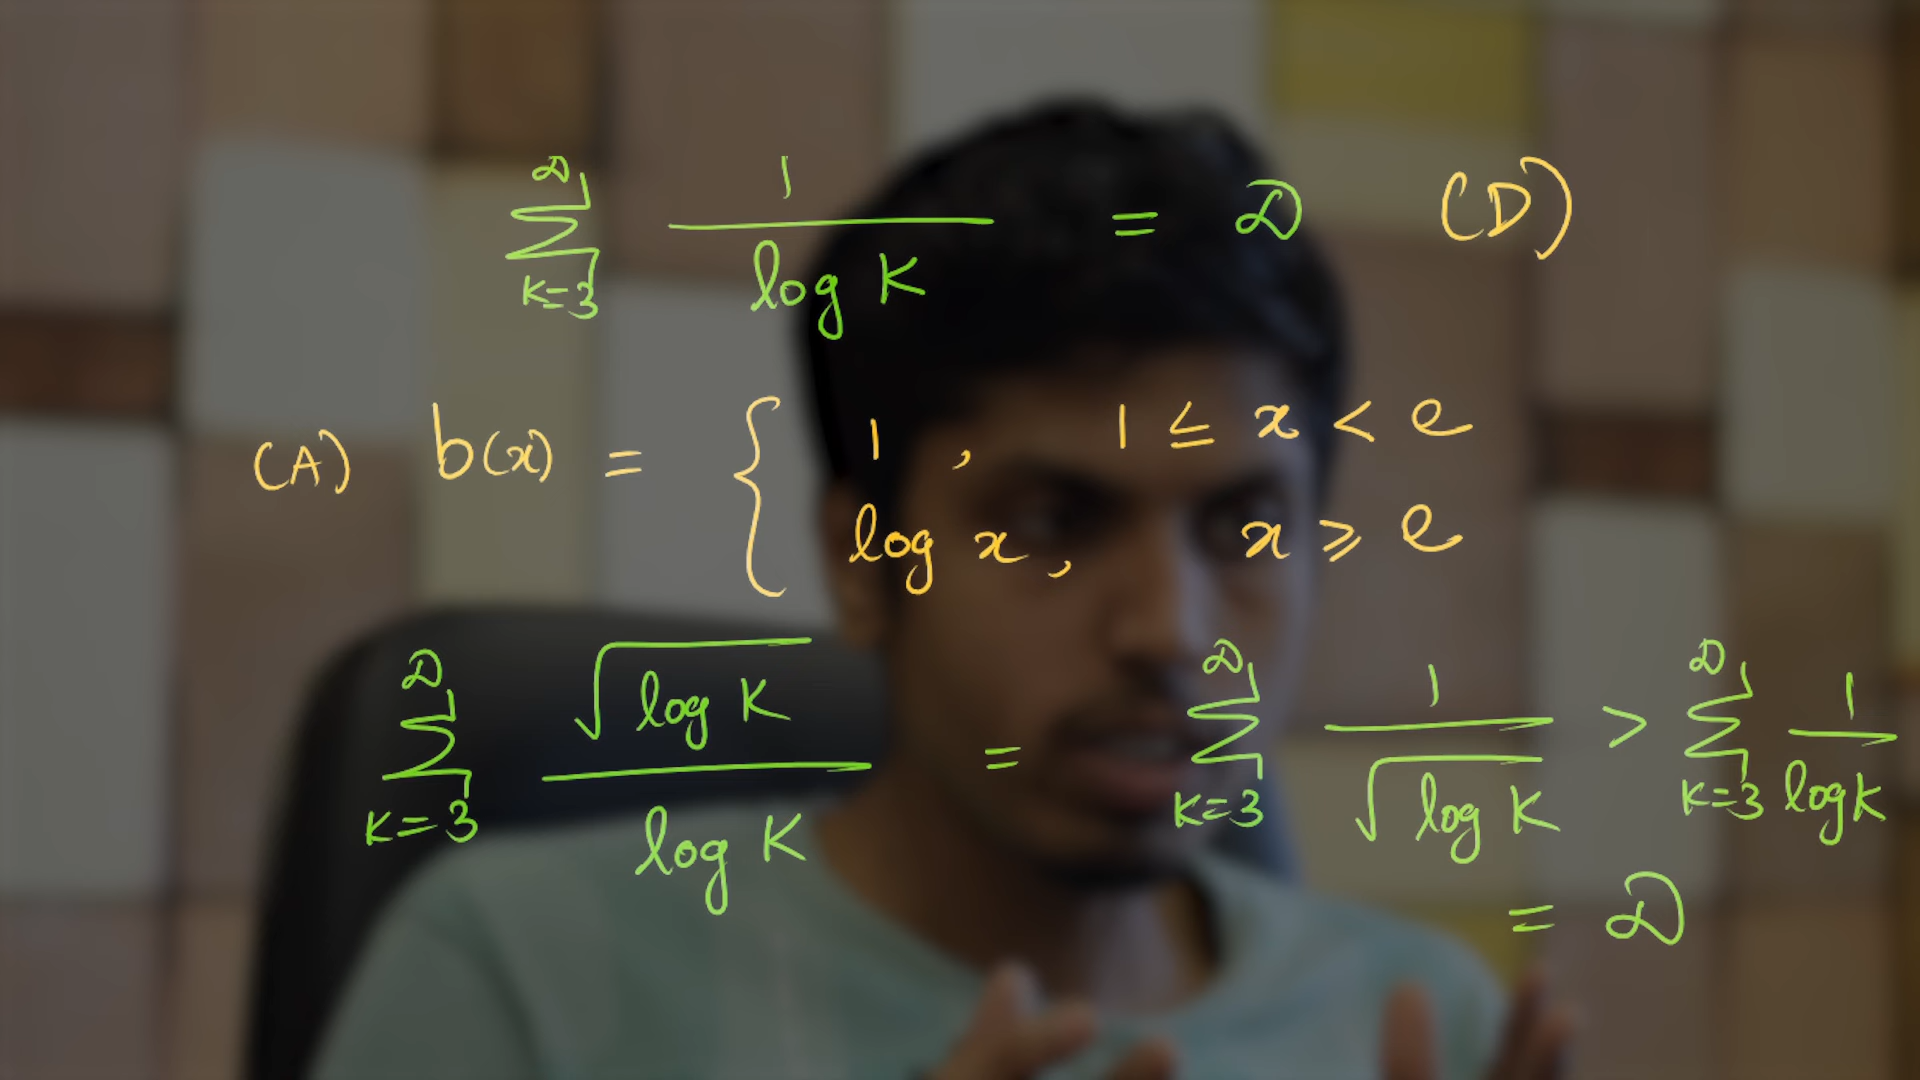 ∞ ∑ K=3 1 / log K = ∞ (D)
(A) b(x) = { 1 , 1 ≤ x < e
log x , x ≥ e
∞ ∑ K=3 √log K / log K = ∞ ∑ K=3 1 / √log K > ∞ ∑ K=3 1 / log K
= ∞